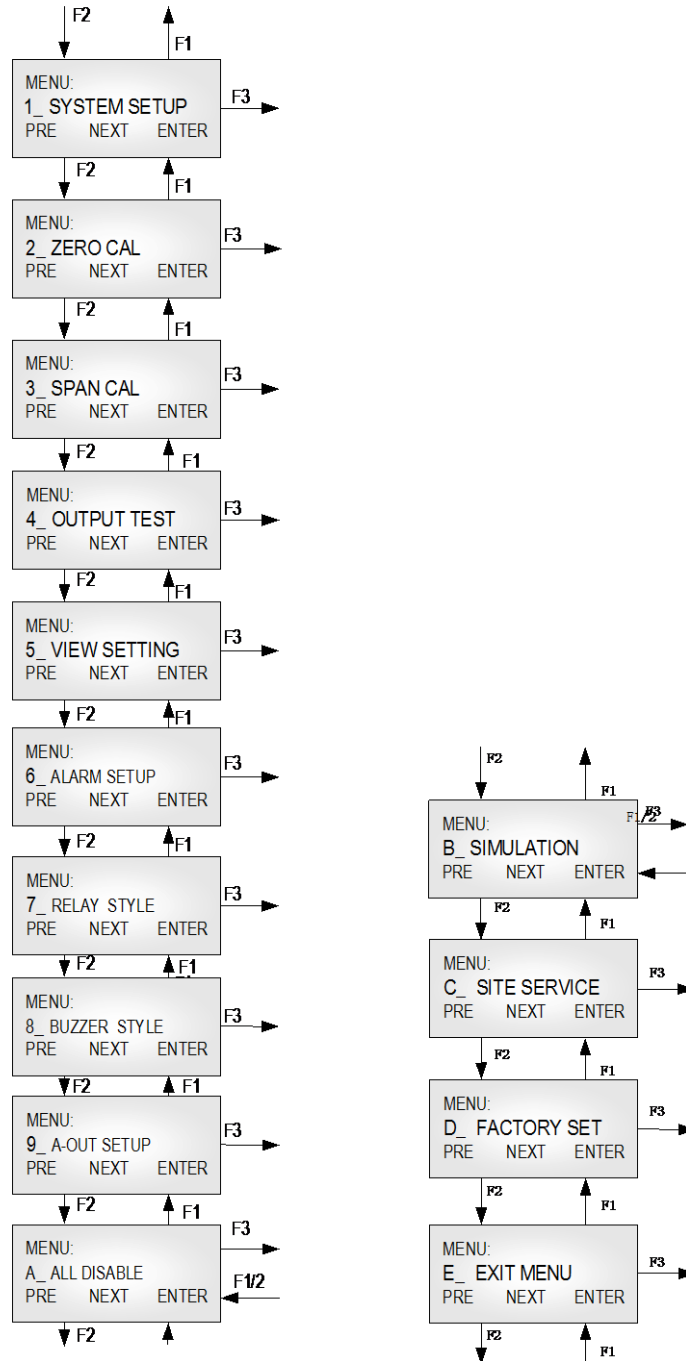 F2
F1
MENU:
1_ SYSTEM SETUP
F3
PRE NEXT ENTER
F2
F1
MENU:
2_ ZERO CAL
F3
PRE NEXT ENTER
F2
F1
MENU:
3_ SPAN CAL
F3
PRE NEXT ENTER
F2
F1
MENU:
4_ OUTPUT TEST
F3
PRE NEXT ENTER
F2
F1
MENU:
5_ VIEW SETTING
F3
PRE NEXT ENTER
F2
F1
MENU:
6_ ALARM SETUP
F3
PRE NEXT ENTER
F2
F1
MENU:
7_ RELAY STYLE
F3
PRE NEXT ENTER
F2
F1
MENU:
8_ BUZZER STYLE
F3
PRE NEXT ENTER
F2
F1
MENU:
9_ A-OUT SETUP
F3
PRE NEXT ENTER
F2
F1
MENU:
A_ ALL DISABLE
F3
F1/2
PRE NEXT ENTER
F2
F2
F1
MENU:
B_ SIMULATION
F1/2
F3
PRE NEXT ENTER
F2
F1
MENU:
C_ SITE SERVICE
F3
PRE NEXT ENTER
F2
F1
MENU:
D_ FACTORY SET
F3
PRE NEXT ENTER
F2
F1
MENU:
E_ EXIT MENU
F3
PRE NEXT ENTER
F2
F1